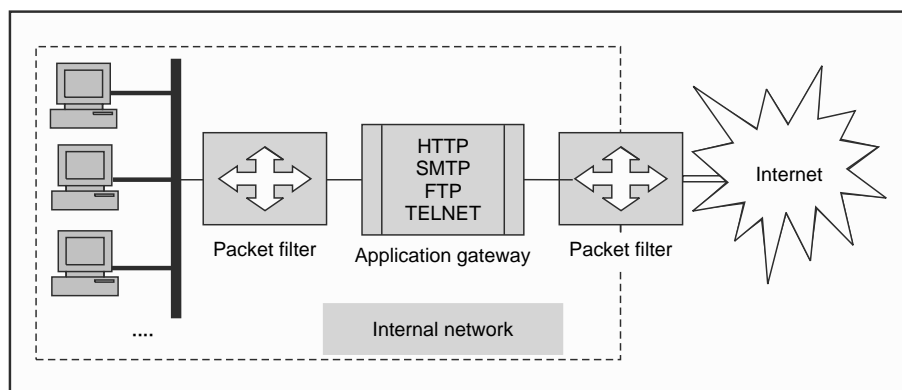 HTTP
SMTP
FTP
TELNET
Internet
Packet filter
Application gateway
Packet filter
....
Internal network